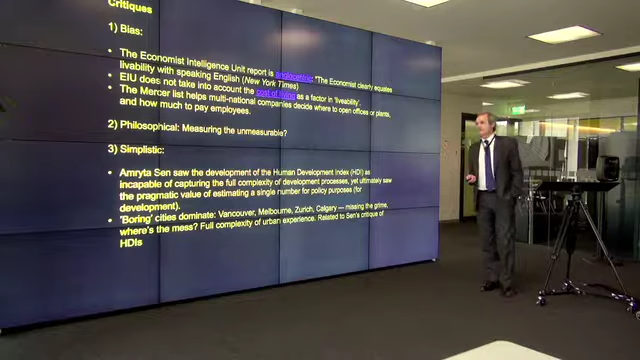 Critiques
1) Bias:
• The Economist Intelligence Unit report is anglocentric: "The Economist clearly equates
livability with speaking English (New York Times)
• EIU does not take into account the cost of living as a factor in 'liveability'.
• The Mercer list helps multi-national companies decide where to open offices or plants,
and how much to pay employees.
2) Philosophical: Measuring the unmeasurable?
3) Simplistic:
• Amryta Sen saw the development of the Human Development Index (HDI) as
incapable of capturing the full complexity of development processes, yet ultimately saw
the pragmatic value of estimating a single number for policy purposes (for
development).
• 'Boring' cities dominate: Vancouver, Melbourne, Zurich, Calgary — missing the grime,
where's the mess? Full complexity of urban experience. Related to Sen's critique of
HDIs